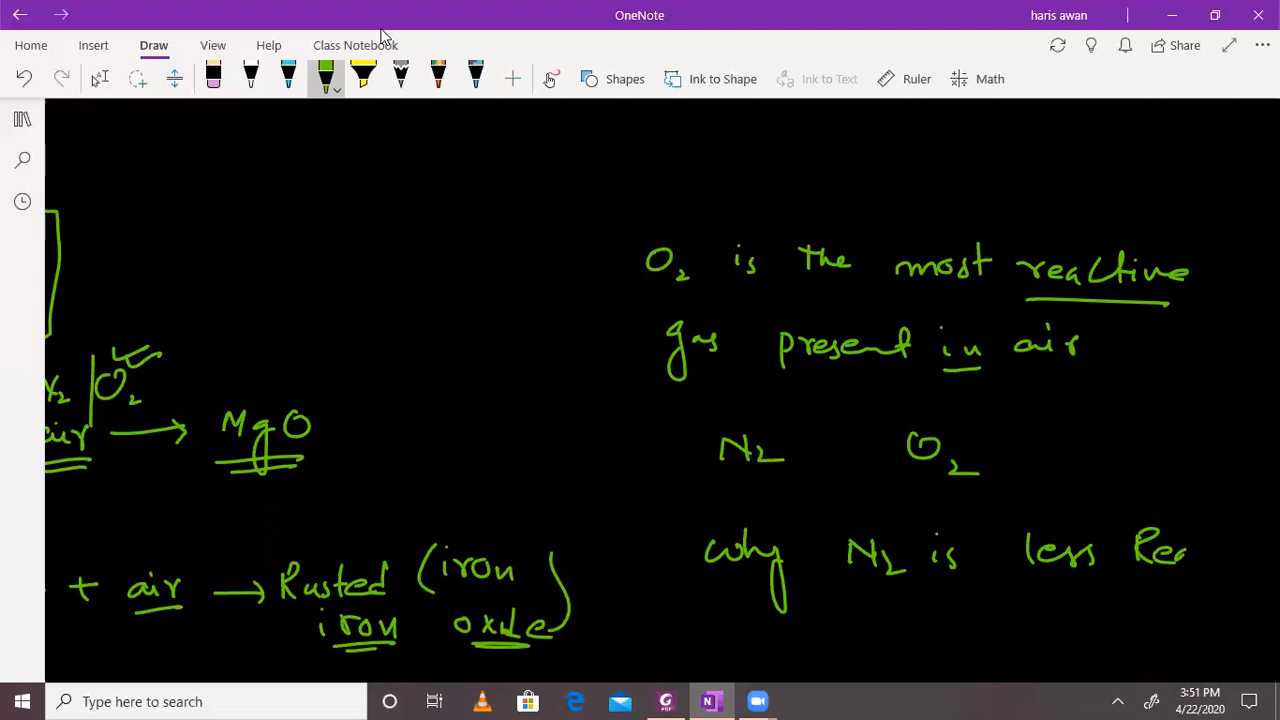 OneNote
haris awan
Home Insert Draw View Help Class Notebook
Share
Shapes Ink to Shape Ink to Text Ruler Math
O2 is the most reactive
gas present in air
O2
air → MgO
N2 O2
why N2 is less Rea
+ air → Rusted (iron
iron oxide)
Type here to search
3:51 PM
4/22/2020